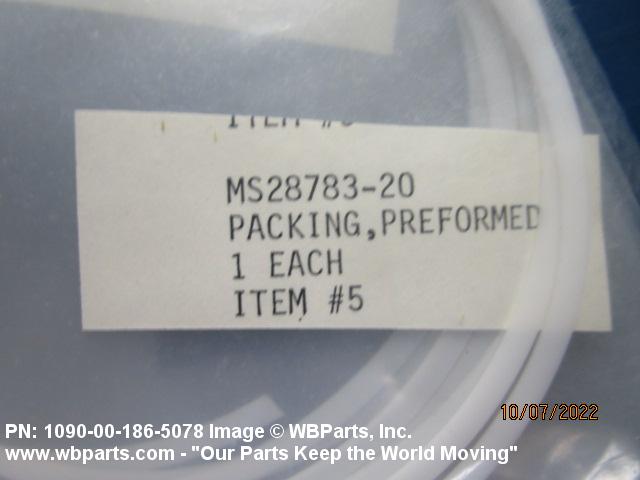 ITEM #
MS28783-20
PACKING,PREFORMED
1 EACH
ITEM #5
10/07/2022
PN: 1090-00-186-5078 Image © WBParts, Inc.
www.wbparts.com - "Our Parts Keep the World Moving"